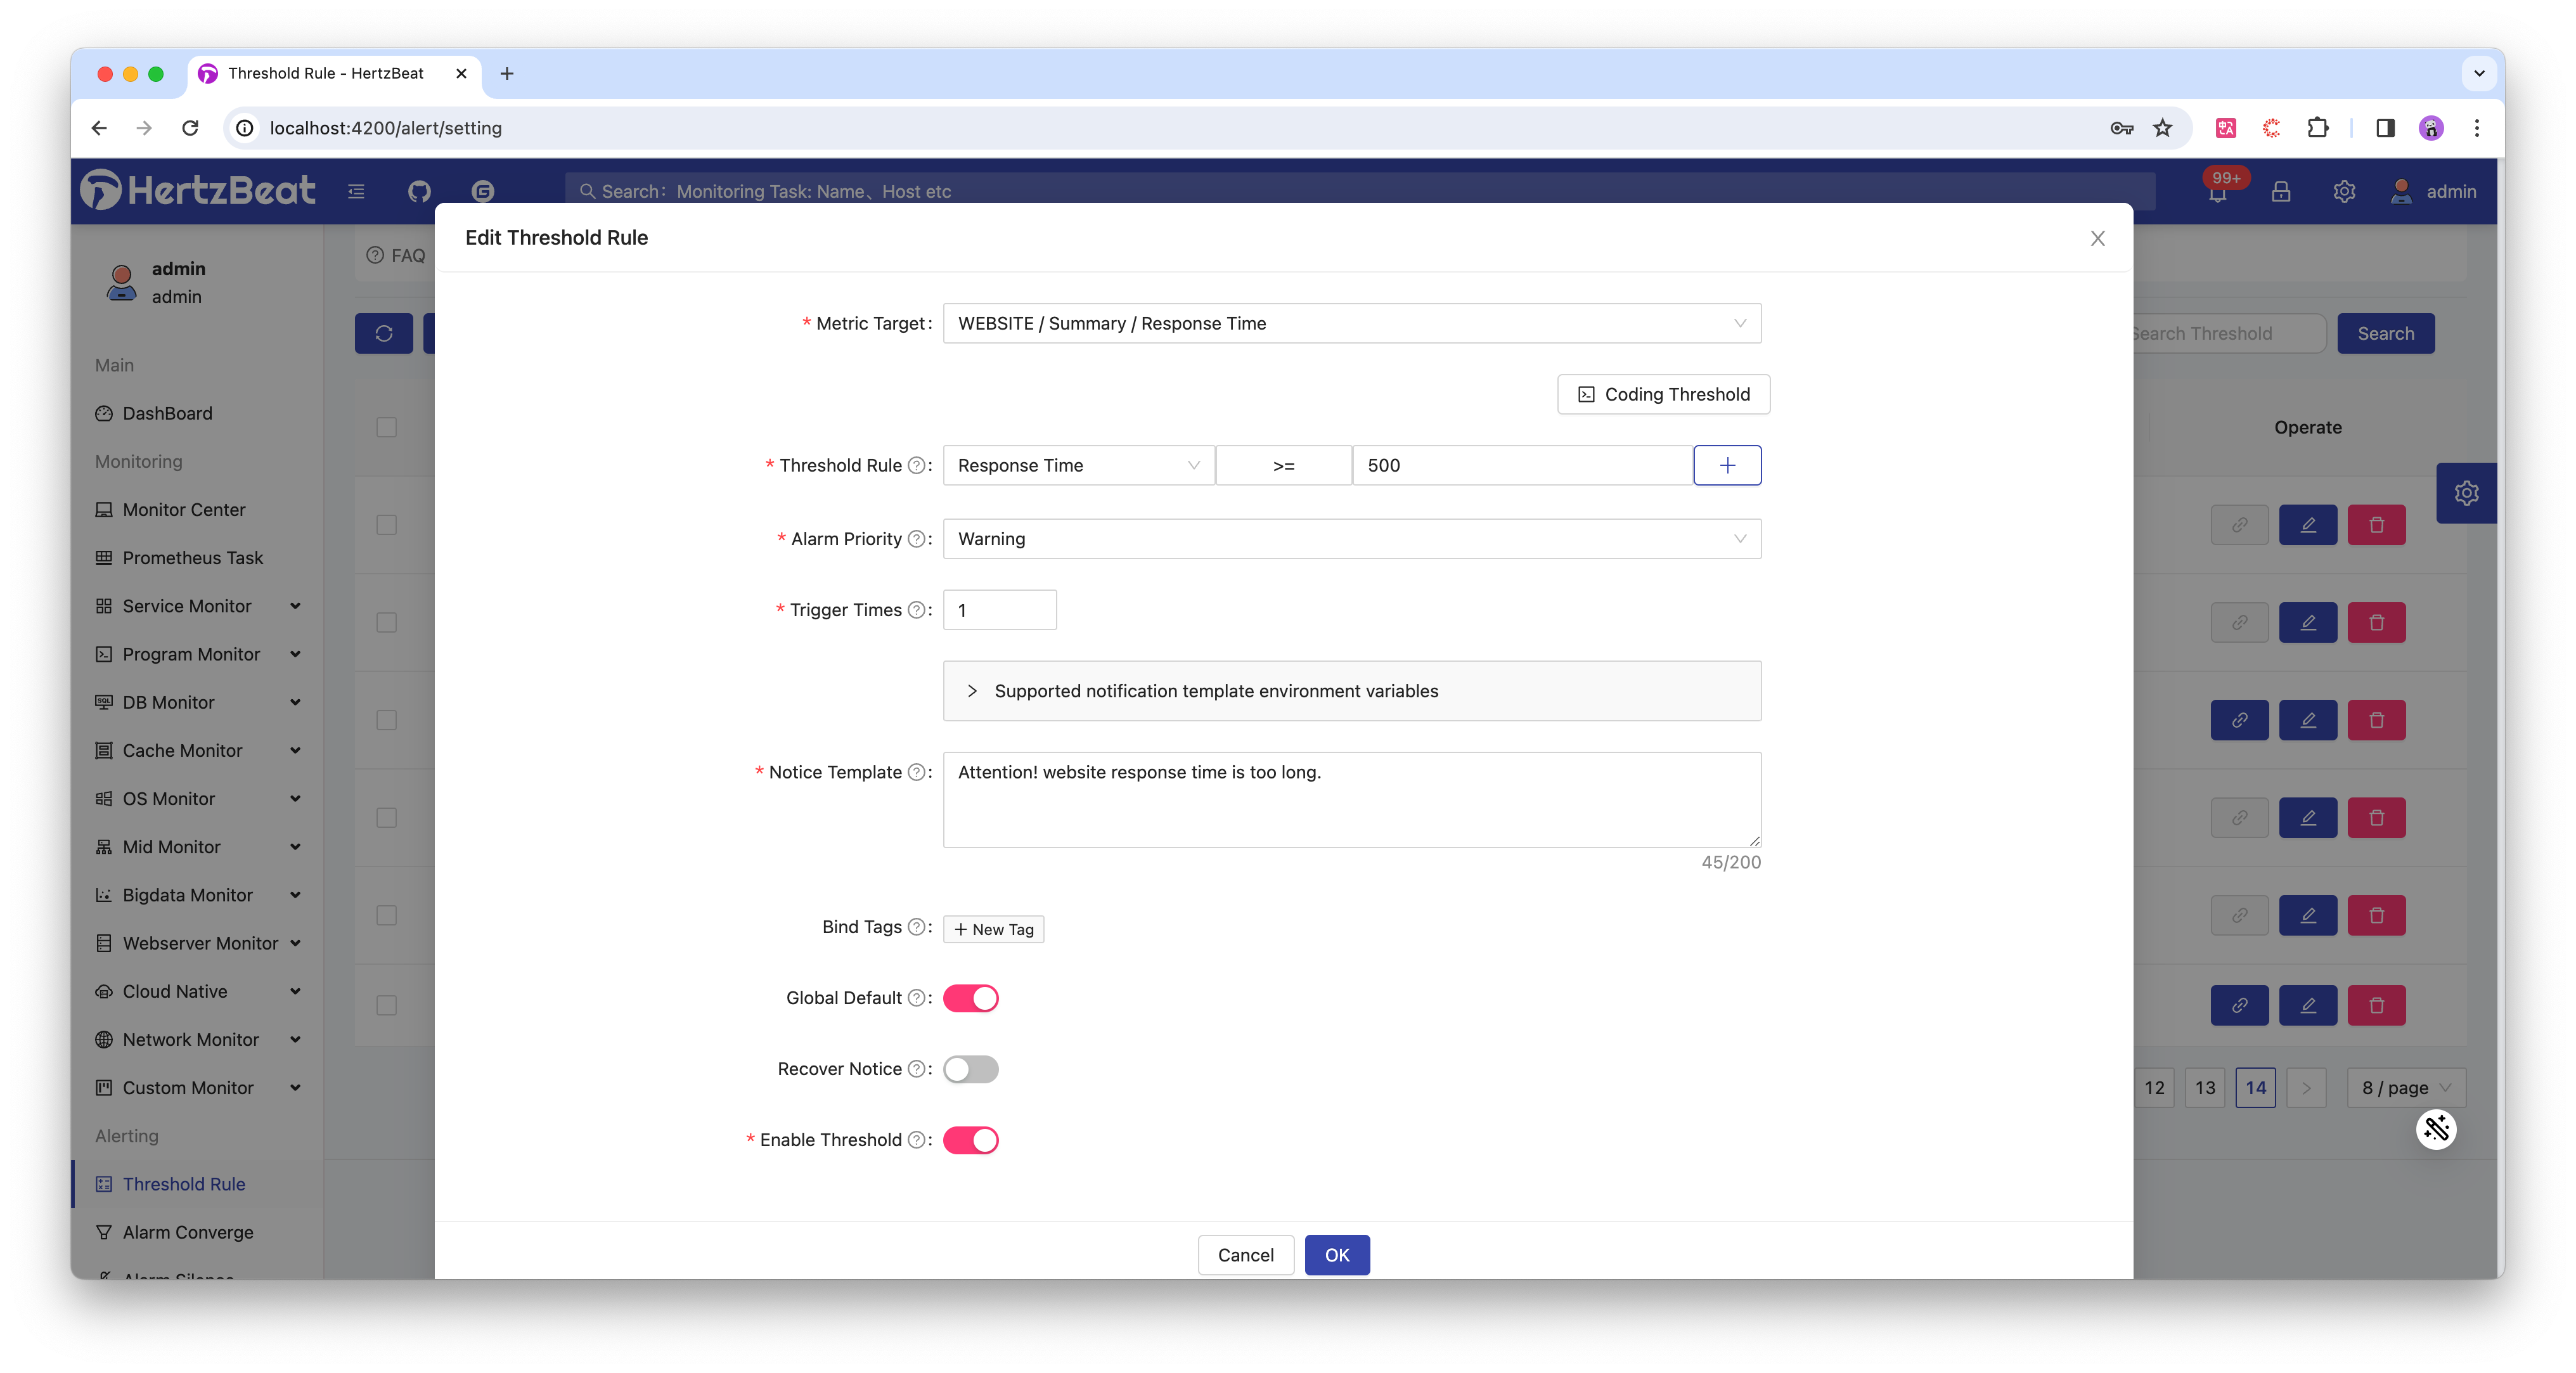 Threshold Rule - HertzBeat
localhost:4200/alert/setting
HertzBeat
Search: Monitoring Task: Name、Host etc
99+
admin
admin
admin
Main
DashBoard
Monitoring
Monitor Center
Prometheus Task
Service Monitor
Program Monitor
DB Monitor
Cache Monitor
OS Monitor
Mid Monitor
Bigdata Monitor
Webserver Monitor
Cloud Native
Network Monitor
Custom Monitor
Alerting
Threshold Rule
Alarm Converge
Alarm Silence
FAQ
Edit Threshold Rule
* Metric Target: WEBSITE / Summary / Response Time
Coding Threshold
* Threshold Rule : Response Time >= 500
* Alarm Priority : Warning
* Trigger Times : 1
Supported notification template environment variables
* Notice Template : Attention! website response time is too long.
45/200
Bind Tags : + New Tag
Global Default :
Recover Notice :
* Enable Threshold :
Cancel OK
Search Threshold Search
Operate
12 13 14 8 / page